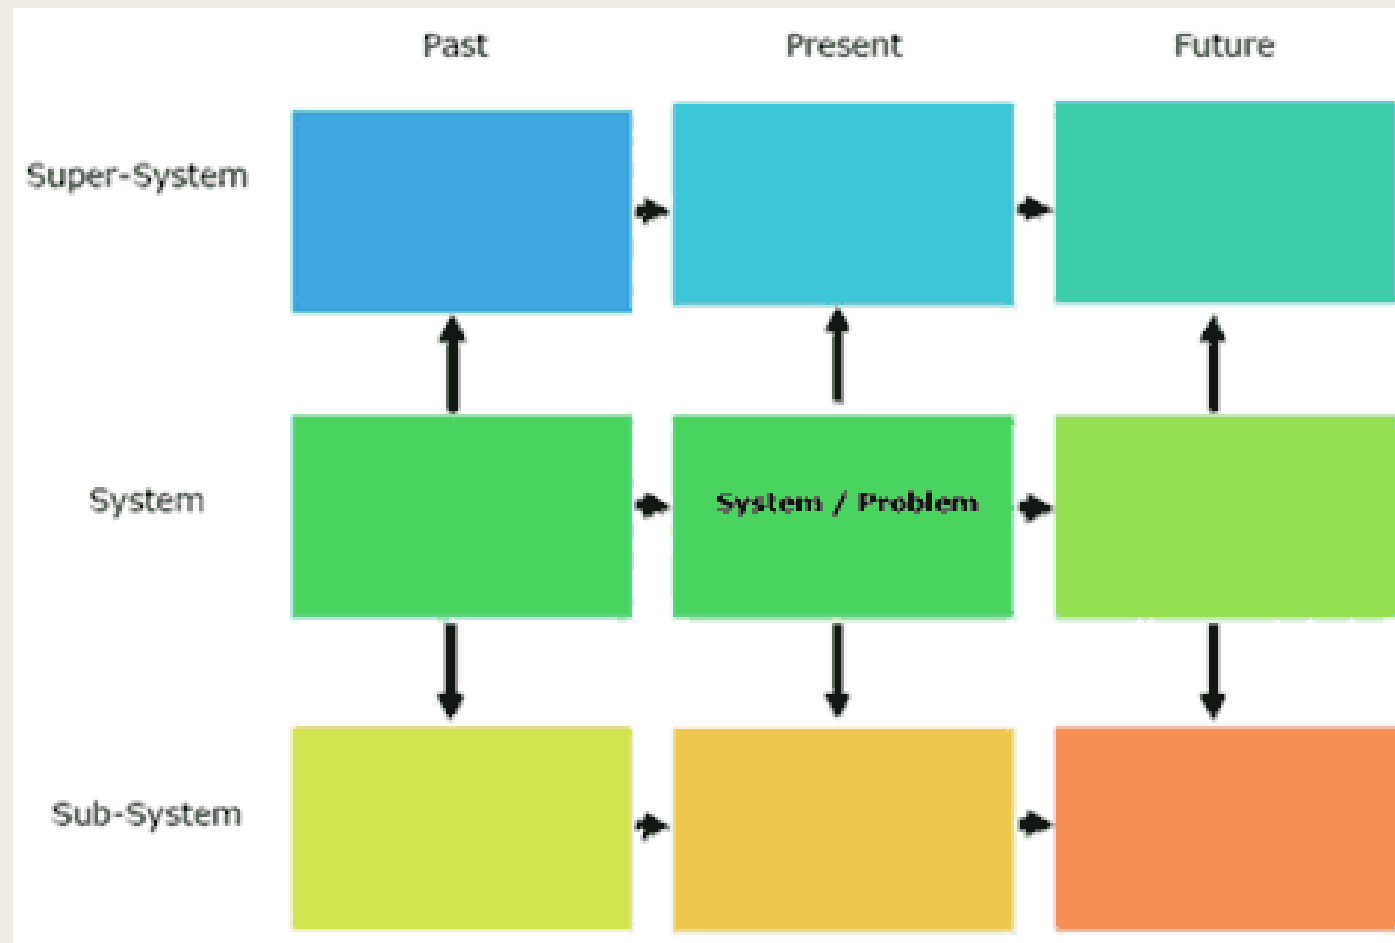 Past
Present
Future
Super-System
System
System / Problem
Sub-System